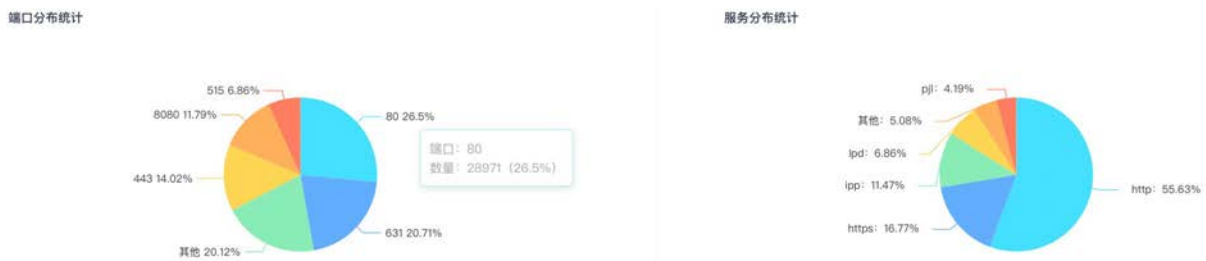 端口分布统计
515 6.86%
8080 11.79%
80 26.5%
端口: 80
数量: 28971 (26.5%)
443 14.02%
631 20.71%
其他 20.12%
服务分布统计
pjl: 4.19%
其他: 5.08%
lpd: 6.86%
ipp: 11.47%
http: 55.63%
https: 16.77%